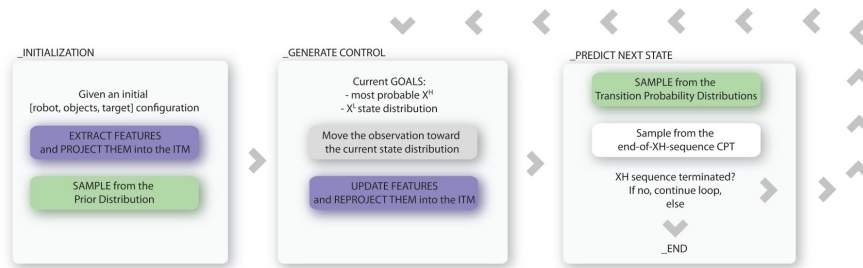 _INITIALIZATION
Given an initial
[robot, objects, target] configuration
EXTRACT FEATURES
and PROJECT THEM into the ITM
SAMPLE from the
Prior Distribution
_GENERATE CONTROL
Current GOALS:
- most probable Xᴴ
- Xᴸ state distribution
Move the observation toward
the current state distribution
UPDATE FEATURES
and REPROJECT THEM into the ITM
_PREDICT NEXT STATE
SAMPLE from the
Transition Probability Distributions
Sample from the
end-of-XH-sequence CPT
XH sequence terminated?
If no, continue loop,
else
_END